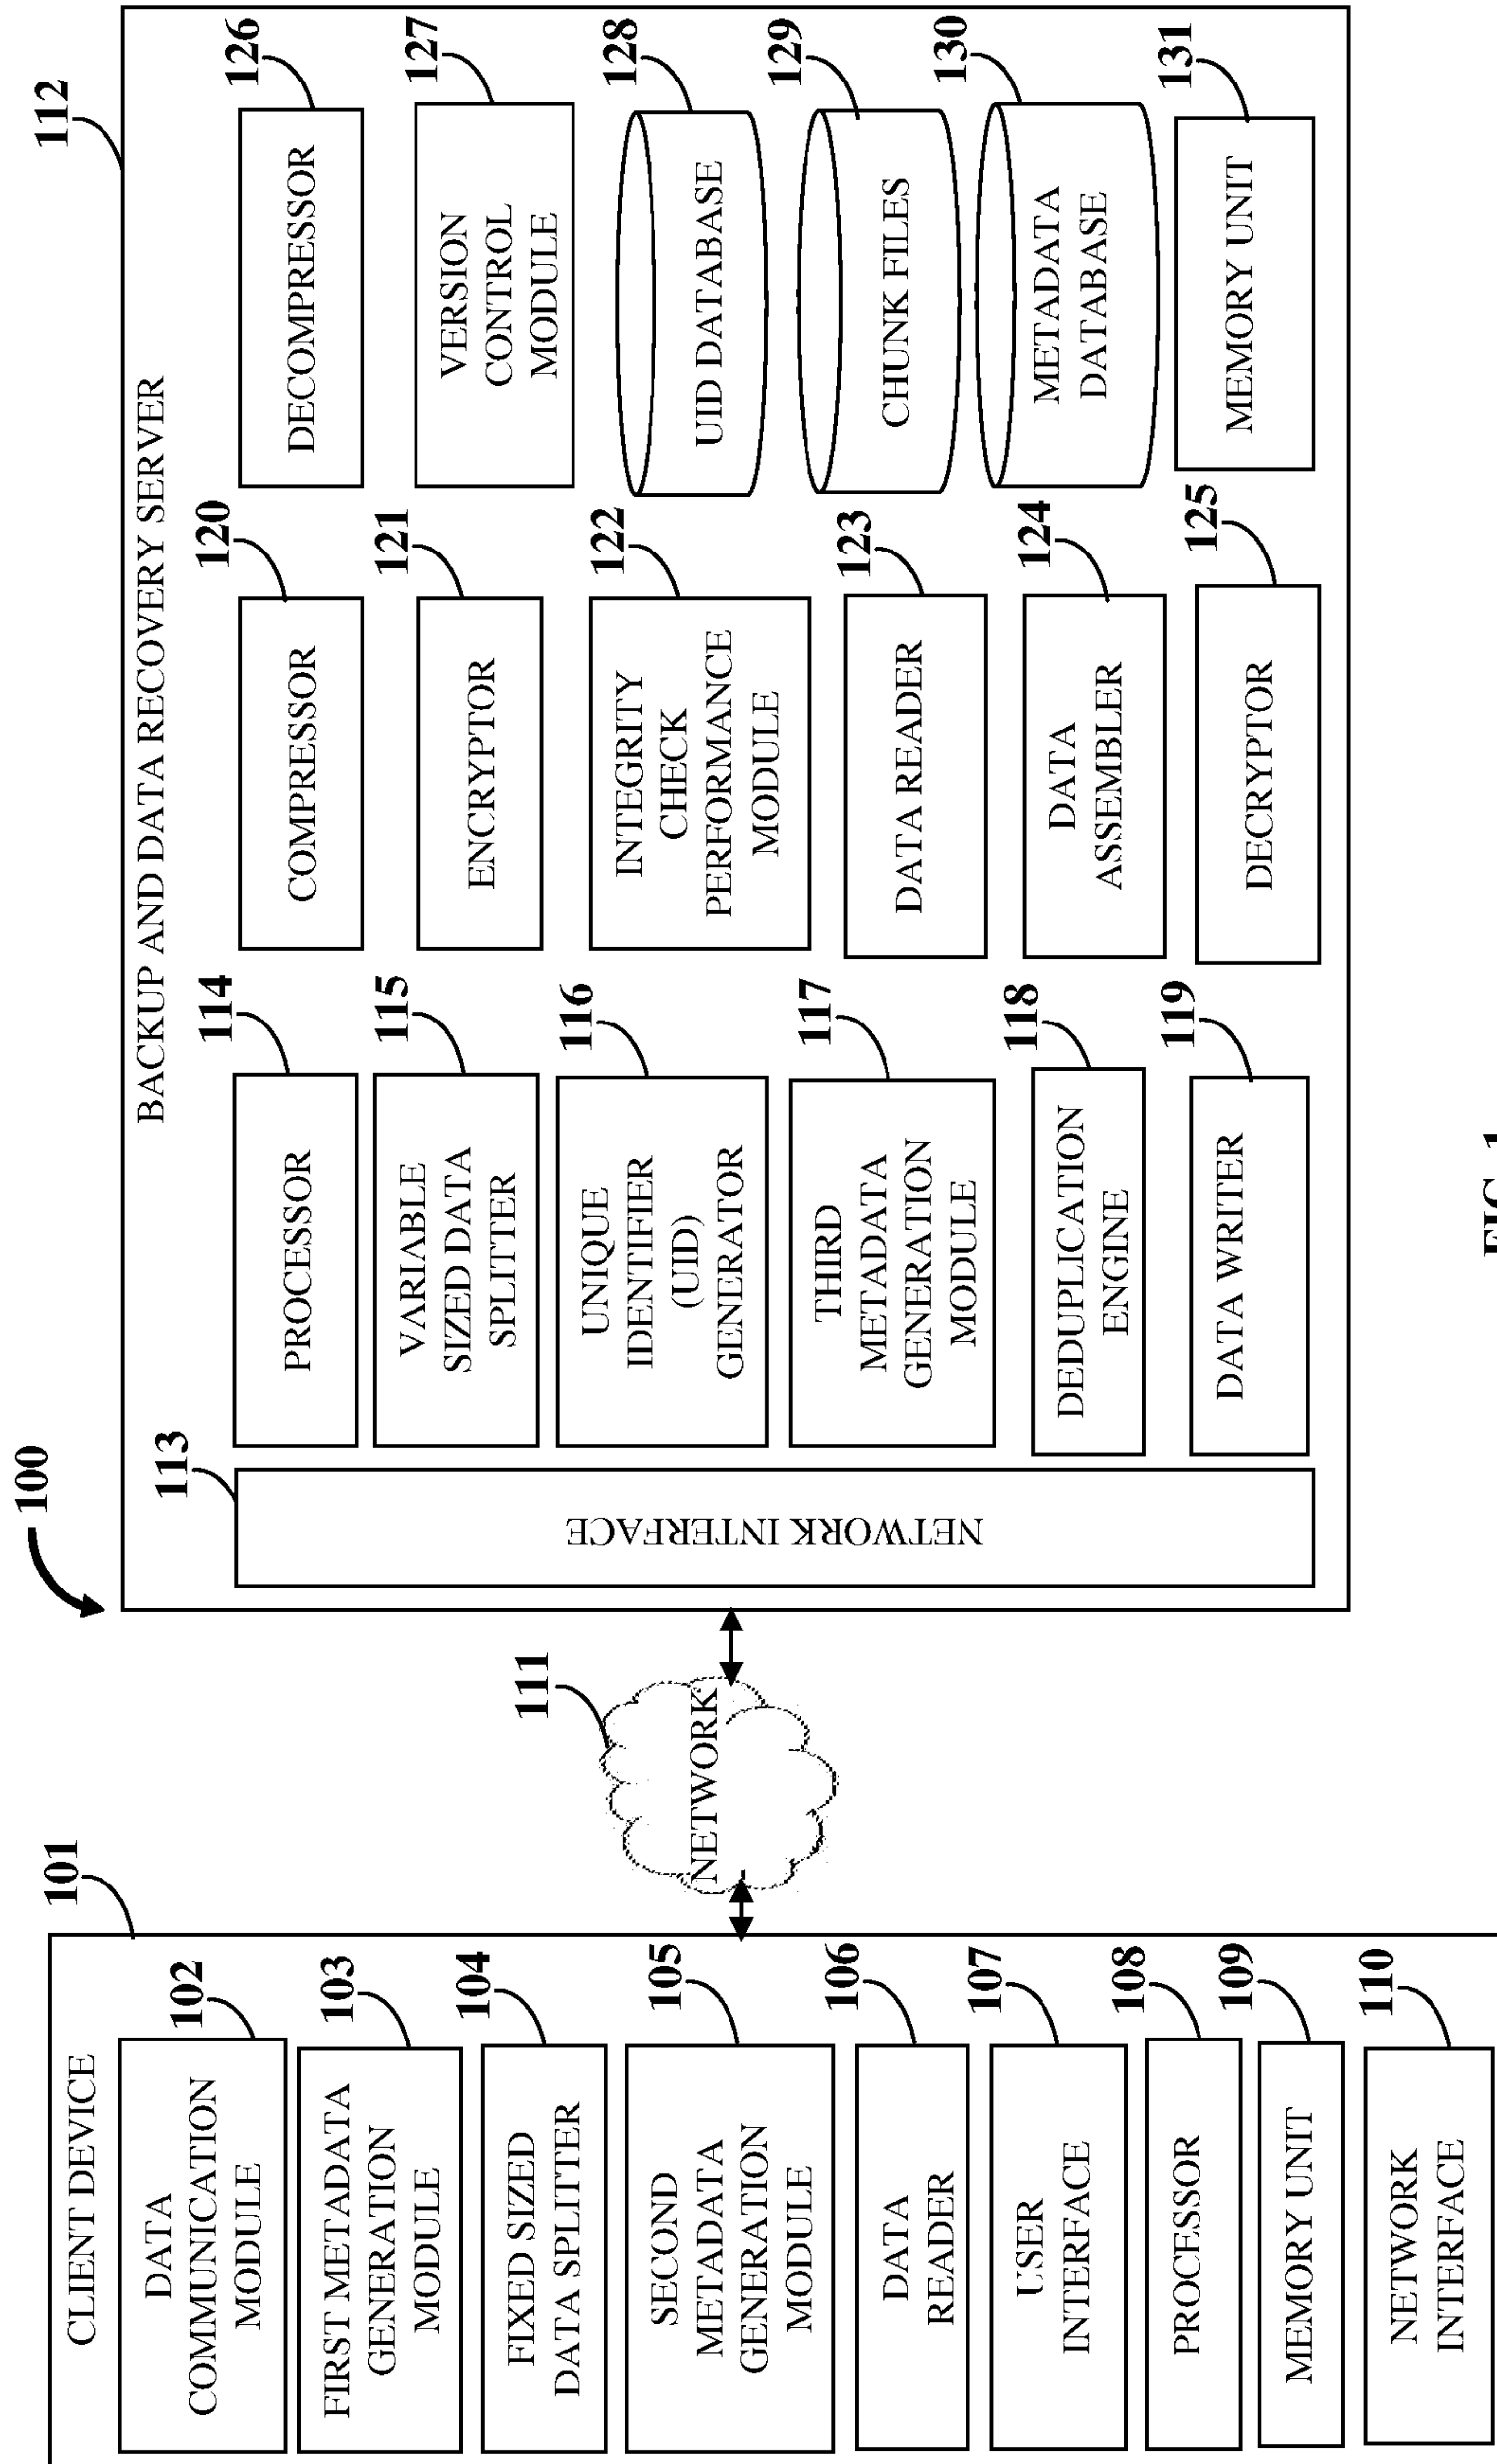 100
101
CLIENT DEVICE
102
DATA
COMMUNICATION
MODULE
103
FIRST METADATA
GENERATION
MODULE
104
FIXED SIZED
DATA SPLITTER
105
SECOND
METADATA
GENERATION
MODULE
106
DATA
READER
107
USER
INTERFACE
108
PROCESSOR
109
MEMORY UNIT
110
NETWORK
INTERFACE
111
NETWORK
112
BACKUP AND DATA RECOVERY SERVER
113
NETWORK INTERFACE
114
PROCESSOR
115
VARIABLE
SIZED DATA
SPLITTER
116
UNIQUE
IDENTIFIER
(UID)
GENERATOR
117
THIRD
METADATA
GENERATION
MODULE
118
DEDUPLICATION
ENGINE
119
DATA WRITER
120
COMPRESSOR
121
ENCRYPTOR
122
INTEGRITY
CHECK
PERFORMANCE
MODULE
123
DATA READER
124
DATA
ASSEMBLER
125
DECRYPTOR
126
DECOMPRESSOR
127
VERSION
CONTROL
MODULE
128
UID DATABASE
129
CHUNK FILES
130
METADATA
DATABASE
131
MEMORY UNIT
FIG. 1